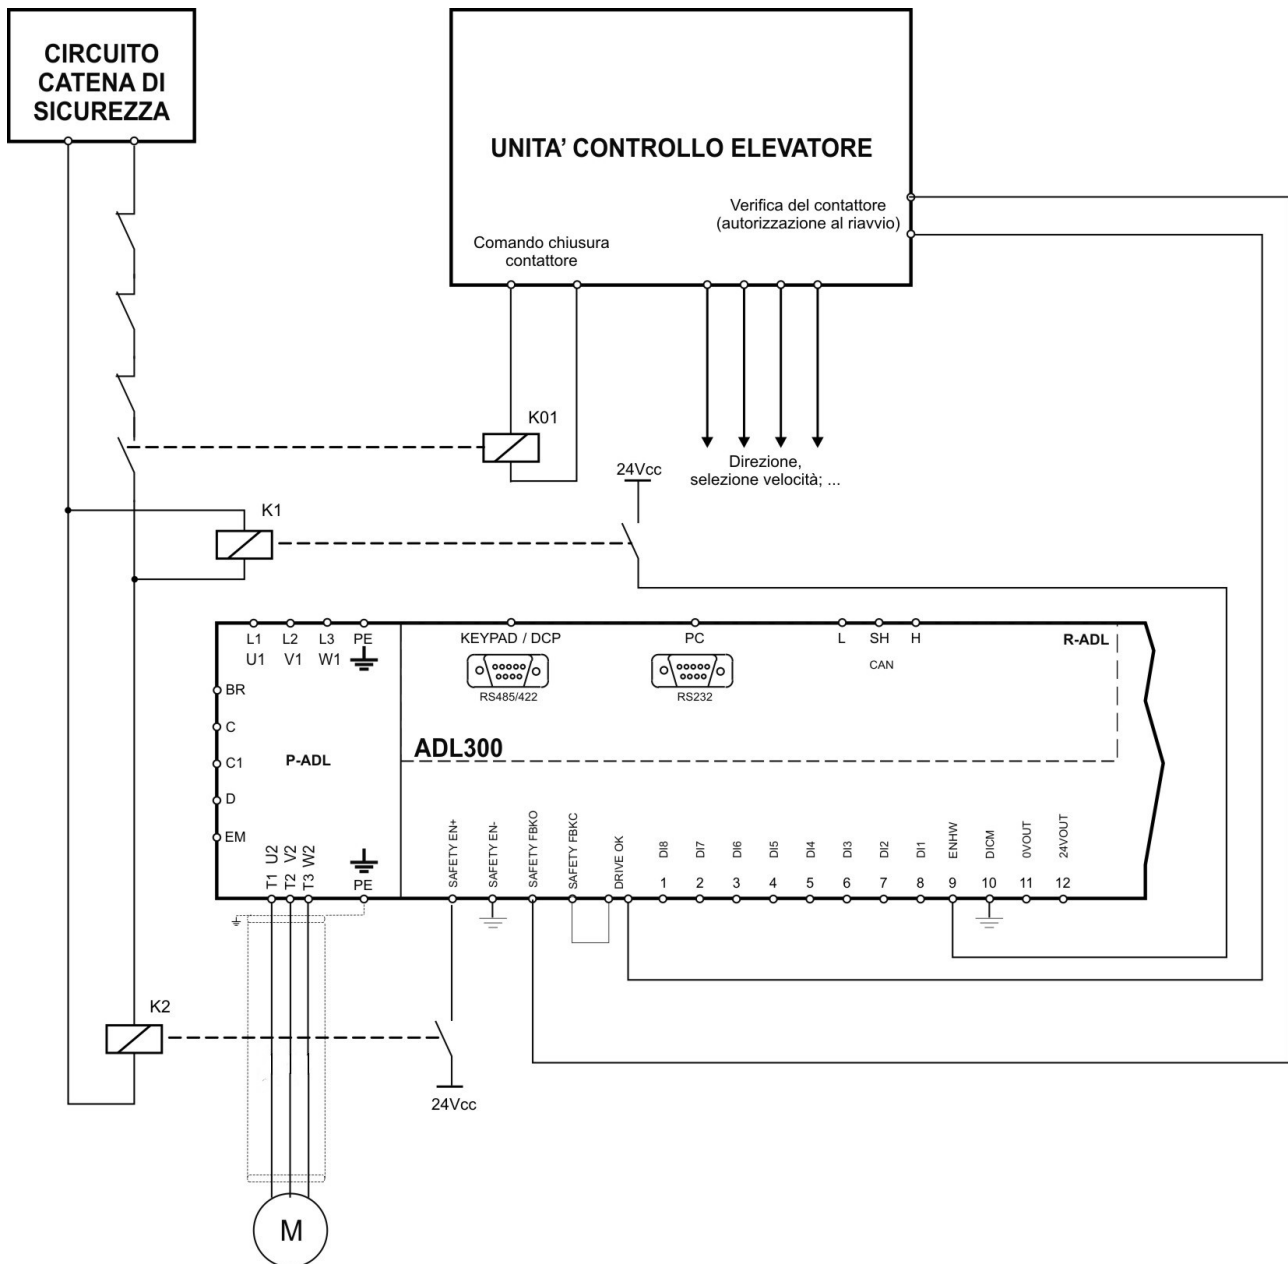 CIRCUITO
CATENA DI
SICUREZZA
UNITA’ CONTROLLO ELEVATORE
Verifica del contattore
(autorizzazione al riavvio)
Comando chiusura
contattore
K01
24Vcc
Direzione,
selezione velocità; ...
K1
L1 L2 L3 PE
U1 V1 W1
KEYPAD / DCP
RS485/422
PC
RS232
L SH H
CAN
R-ADL
BR
C
C1
D
EM
P-ADL
ADL300
T1 U2
T2 V2
T3 W2
PE
SAFETY EN+
SAFETY EN-
SAFETY FBKO
SAFETY FBKC
DRIVE OK
DI8
DI7
DI6
DI5
DI4
DI3
DI2
DI1
ENHW
DICM
0VOUT
24VOUT
1 2 3 4 5 6 7 8 9 10 11 12
K2
24Vcc
M